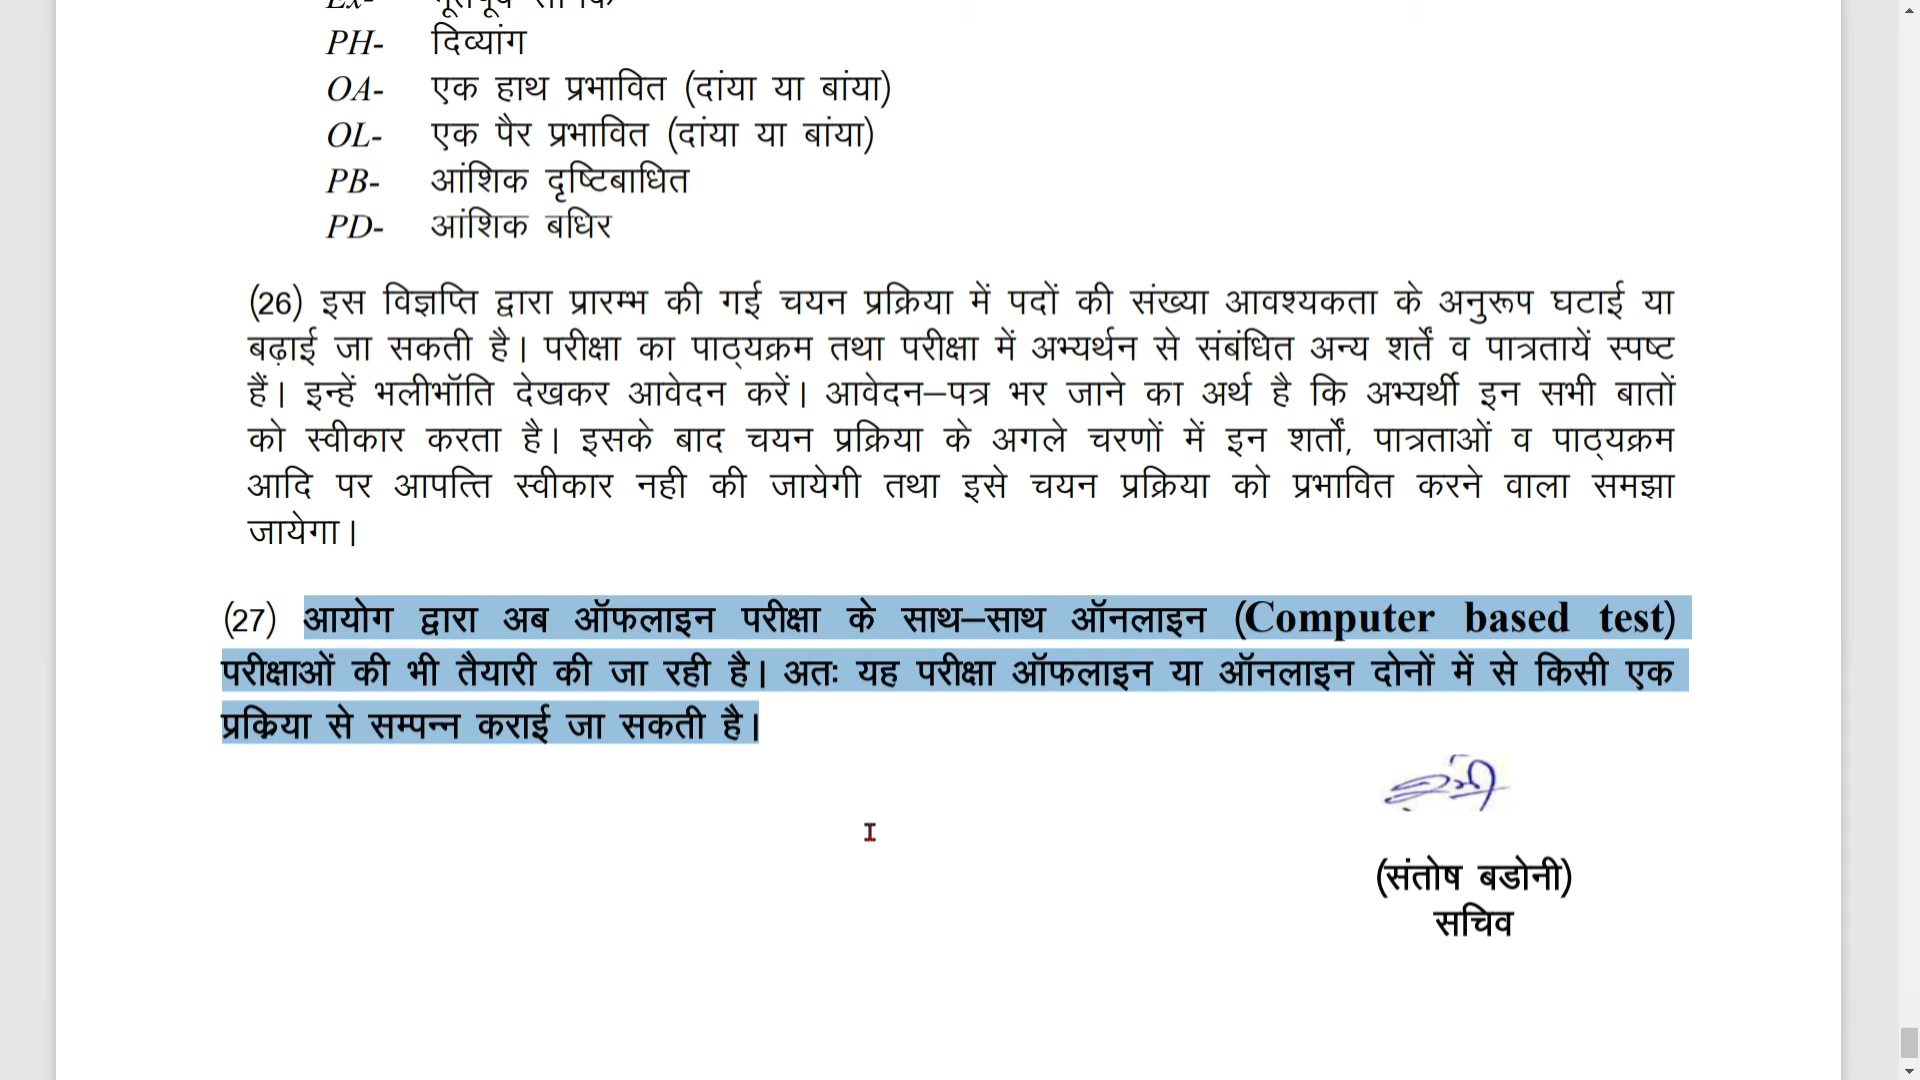 PH- दिव्यांग
OA- एक हाथ प्रभावित (दांया या बांया)
OL- एक पैर प्रभावित (दांया या बांया)
PB- आंशिक दृष्टिबाधित
PD- आंशिक बधिर
(26) इस विज्ञप्ति द्वारा प्रारम्भ की गई चयन प्रक्रिया में पदों की संख्या आवश्यकता के अनुरूप घटाई या
बढ़ाई जा सकती है। परीक्षा का पाठ्यक्रम तथा परीक्षा में अभ्यर्थन से संबंधित अन्य शर्तें व पात्रतायें स्पष्ट
हैं। इन्हें भलीभॉति देखकर आवेदन करें। आवेदन–पत्र भर जाने का अर्थ है कि अभ्यर्थी इन सभी बातों
को स्वीकार करता है। इसके बाद चयन प्रक्रिया के अगले चरणों में इन शर्तों, पात्रताओं व पाठ्यक्रम
आदि पर आपत्ति स्वीकार नही की जायेगी तथा इसे चयन प्रक्रिया को प्रभावित करने वाला समझा
जायेगा।
(27) आयोग द्वारा अब ऑफलाइन परीक्षा के साथ–साथ ऑनलाइन (Computer based test)
परीक्षाओं की भी तैयारी की जा रही है। अतः यह परीक्षा ऑफलाइन या ऑनलाइन दोनों में से किसी एक
प्रक्रिया से सम्पन्न कराई जा सकती है।
(संतोष बडोनी)
सचिव